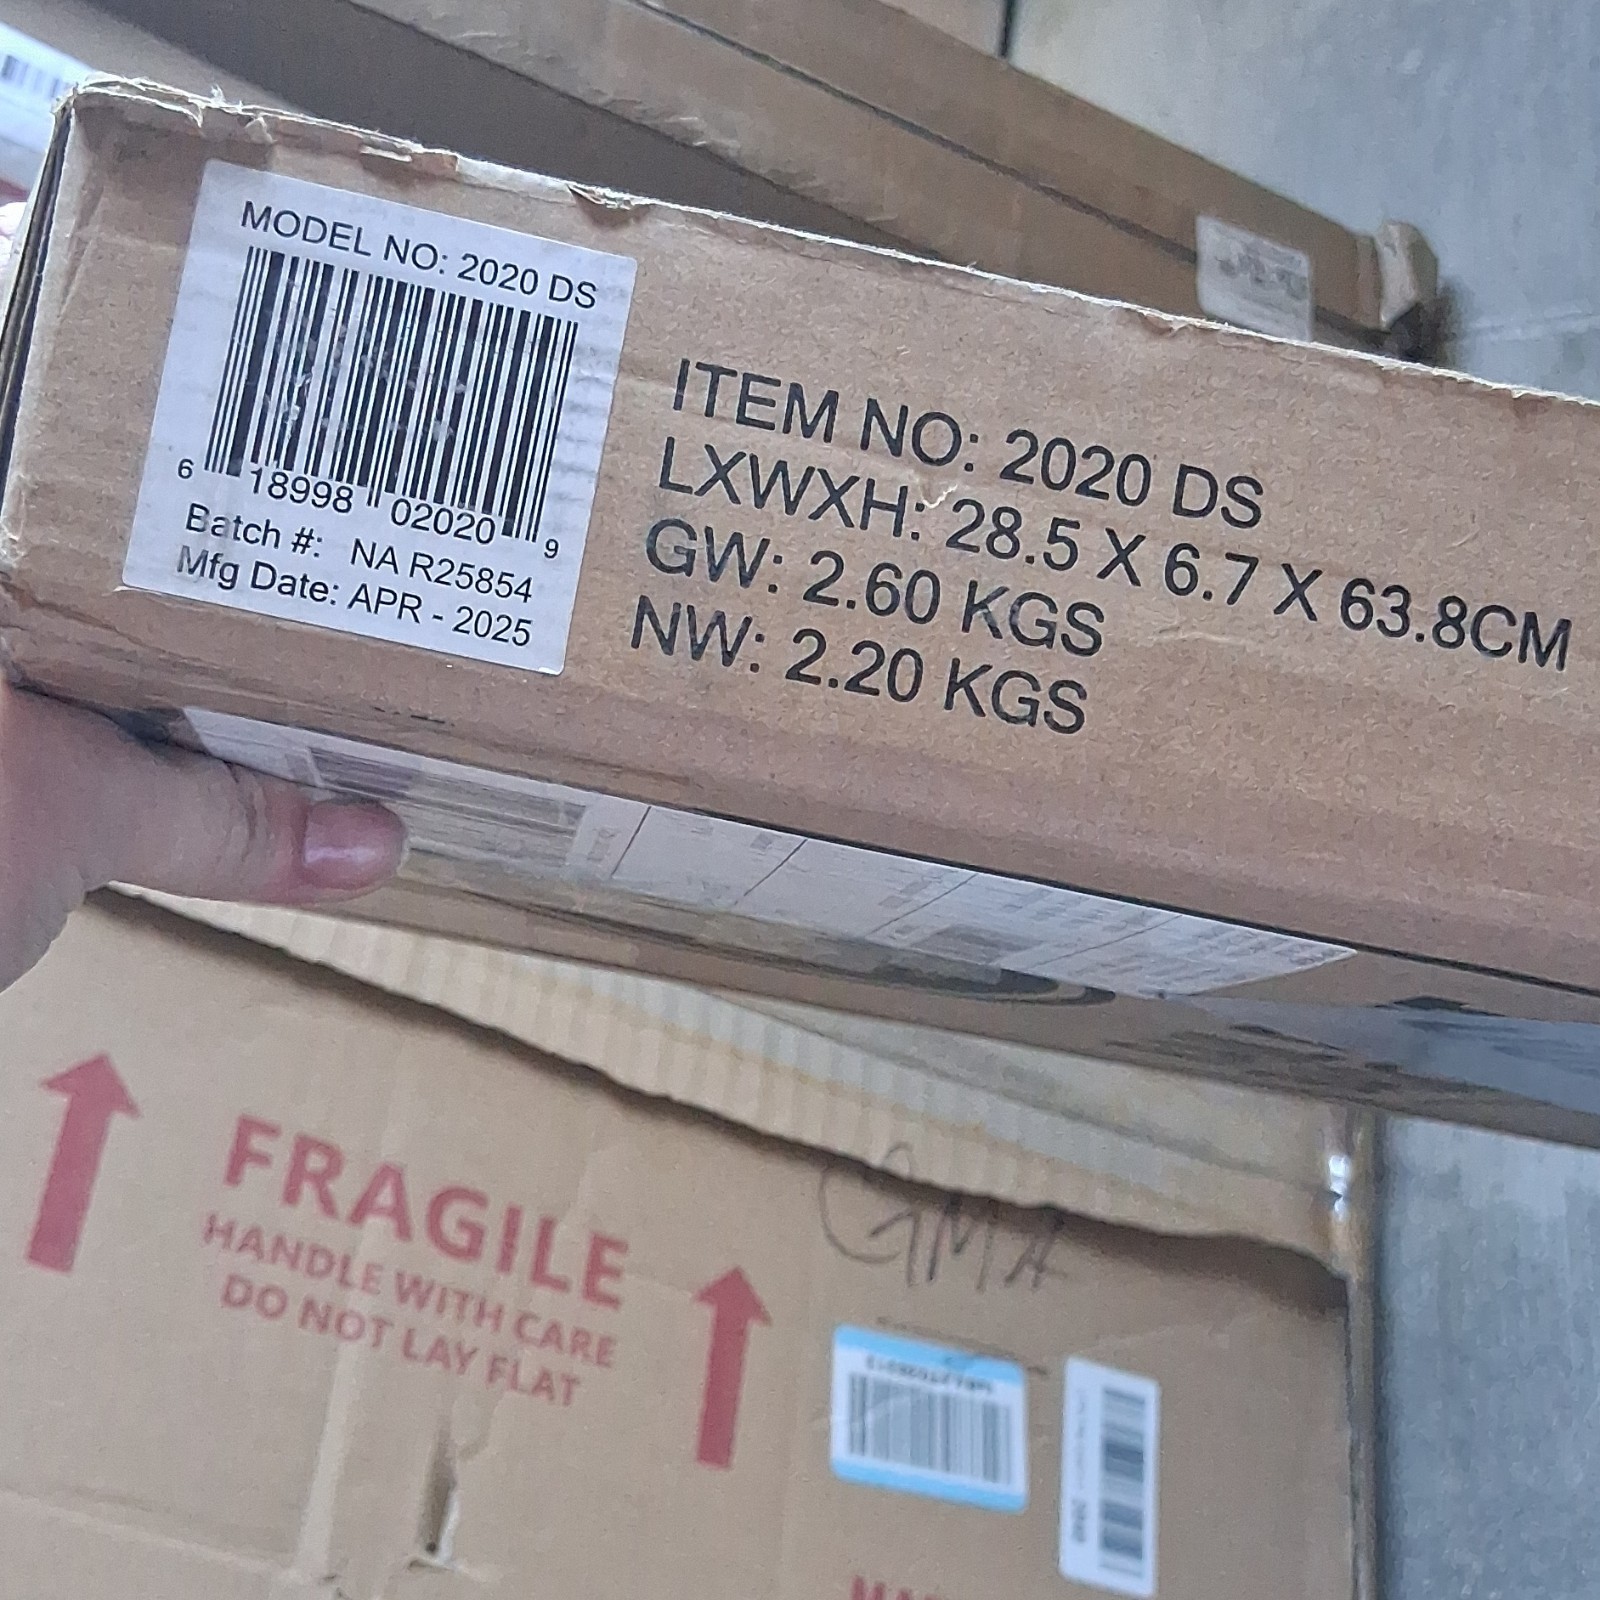 MODEL NO: 2020 DS
6 18998 02020 9
Batch #: NA R25854
Mfg Date: APR - 2025
ITEM NO: 2020 DS
LXWXH: 28.5 X 6.7 X 63.8CM
GW: 2.60 KGS
NW: 2.20 KGS
FRAGILE
HANDLE WITH CARE
DO NOT LAY FLAT